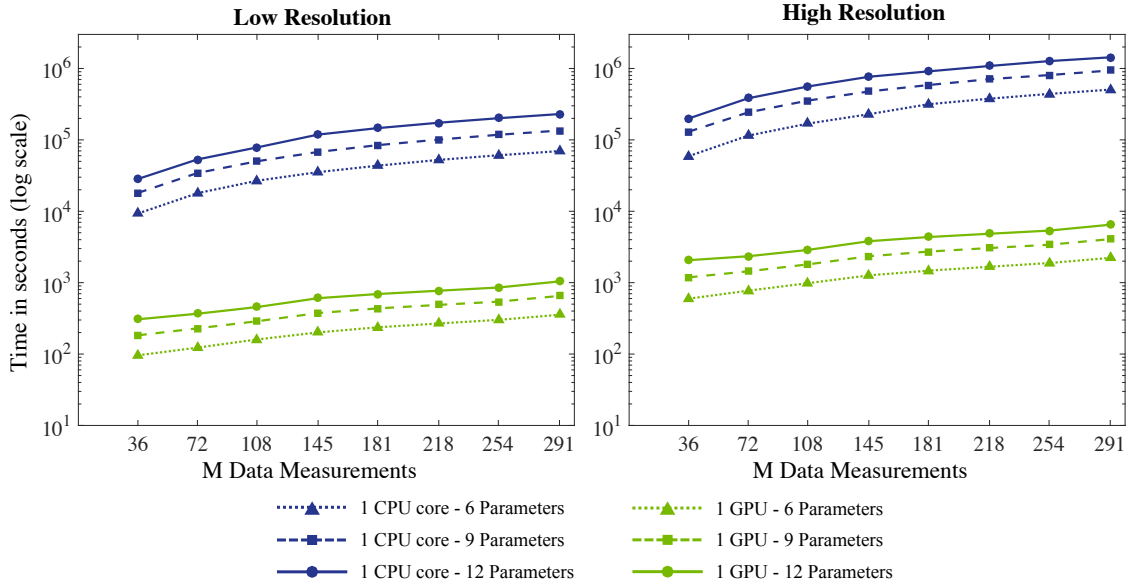 Low Resolution
High Resolution
Time in seconds (log scale)
10^6
10^5
10^4
10^3
10^2
10^1
36 72 108 145 181 218 254 291
M Data Measurements
10^6
10^5
10^4
10^3
10^2
10^1
36 72 108 145 181 218 254 291
M Data Measurements
1 CPU core - 6 Parameters
1 CPU core - 9 Parameters
1 CPU core - 12 Parameters
1 GPU - 6 Parameters
1 GPU - 9 Parameters
1 GPU - 12 Parameters